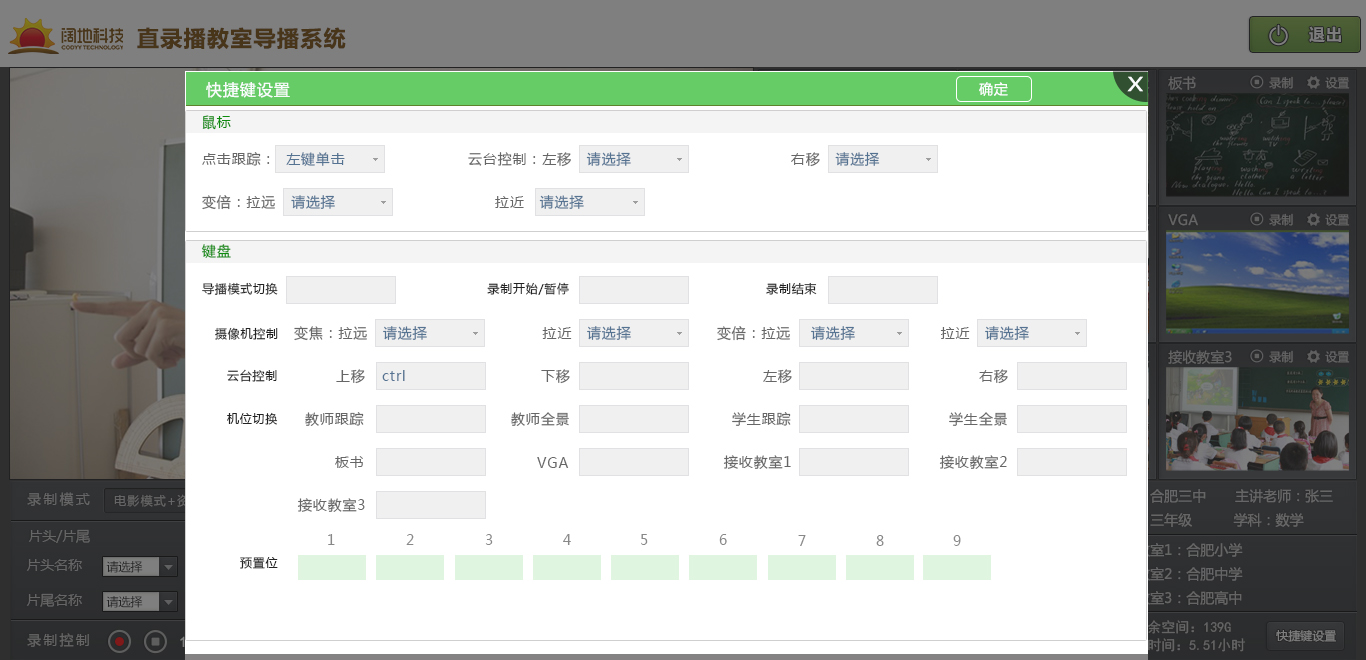 阔地科技
CODYY TECHNOLOGY
直录播教室导播系统
退出
快捷键设置
确定
X
鼠标
点击跟踪：左键单击
云台控制：左移 请选择
右移 请选择
变倍：拉远 请选择
拉近 请选择
键盘
导播模式切换
录制开始/暂停
录制结束
摄像机控制 变焦：拉远 请选择
拉近 请选择
变倍：拉远 请选择
拉近 请选择
云台控制 上移 ctrl
下移
左移
右移
机位切换 教师跟踪
教师全景
学生跟踪
学生全景
板书
VGA
接收教室1
接收教室2
接收教室3
1 2 3 4 5 6 7 8 9
预置位
板书 录制 设置
VGA 录制 设置
接收教室3 录制 设置
录制模式 电影模式+资
片头/片尾
片头名称 请选择
片尾名称 请选择
录制控制
合肥三中 主讲老师：张三
三年级 学科：数学
室1：合肥小学
室2：合肥中学
室3：合肥高中
余空间：139G
时间：5.51小时
快捷键设置